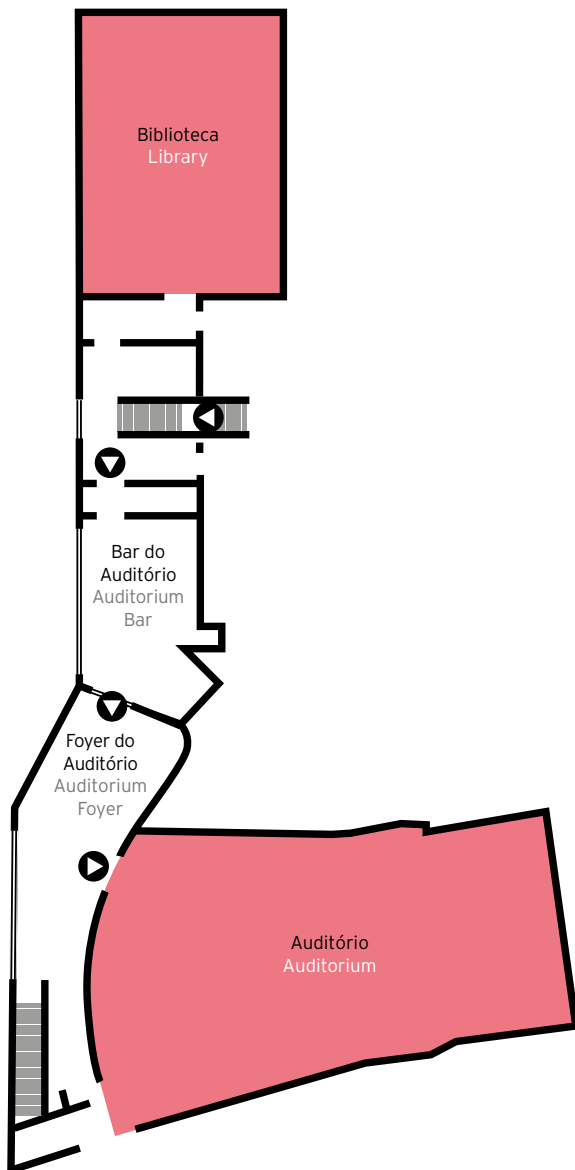 Biblioteca
Library
Bar do
Auditório
Auditorium
Bar
Foyer do
Auditório
Auditorium
Foyer
Auditório
Auditorium